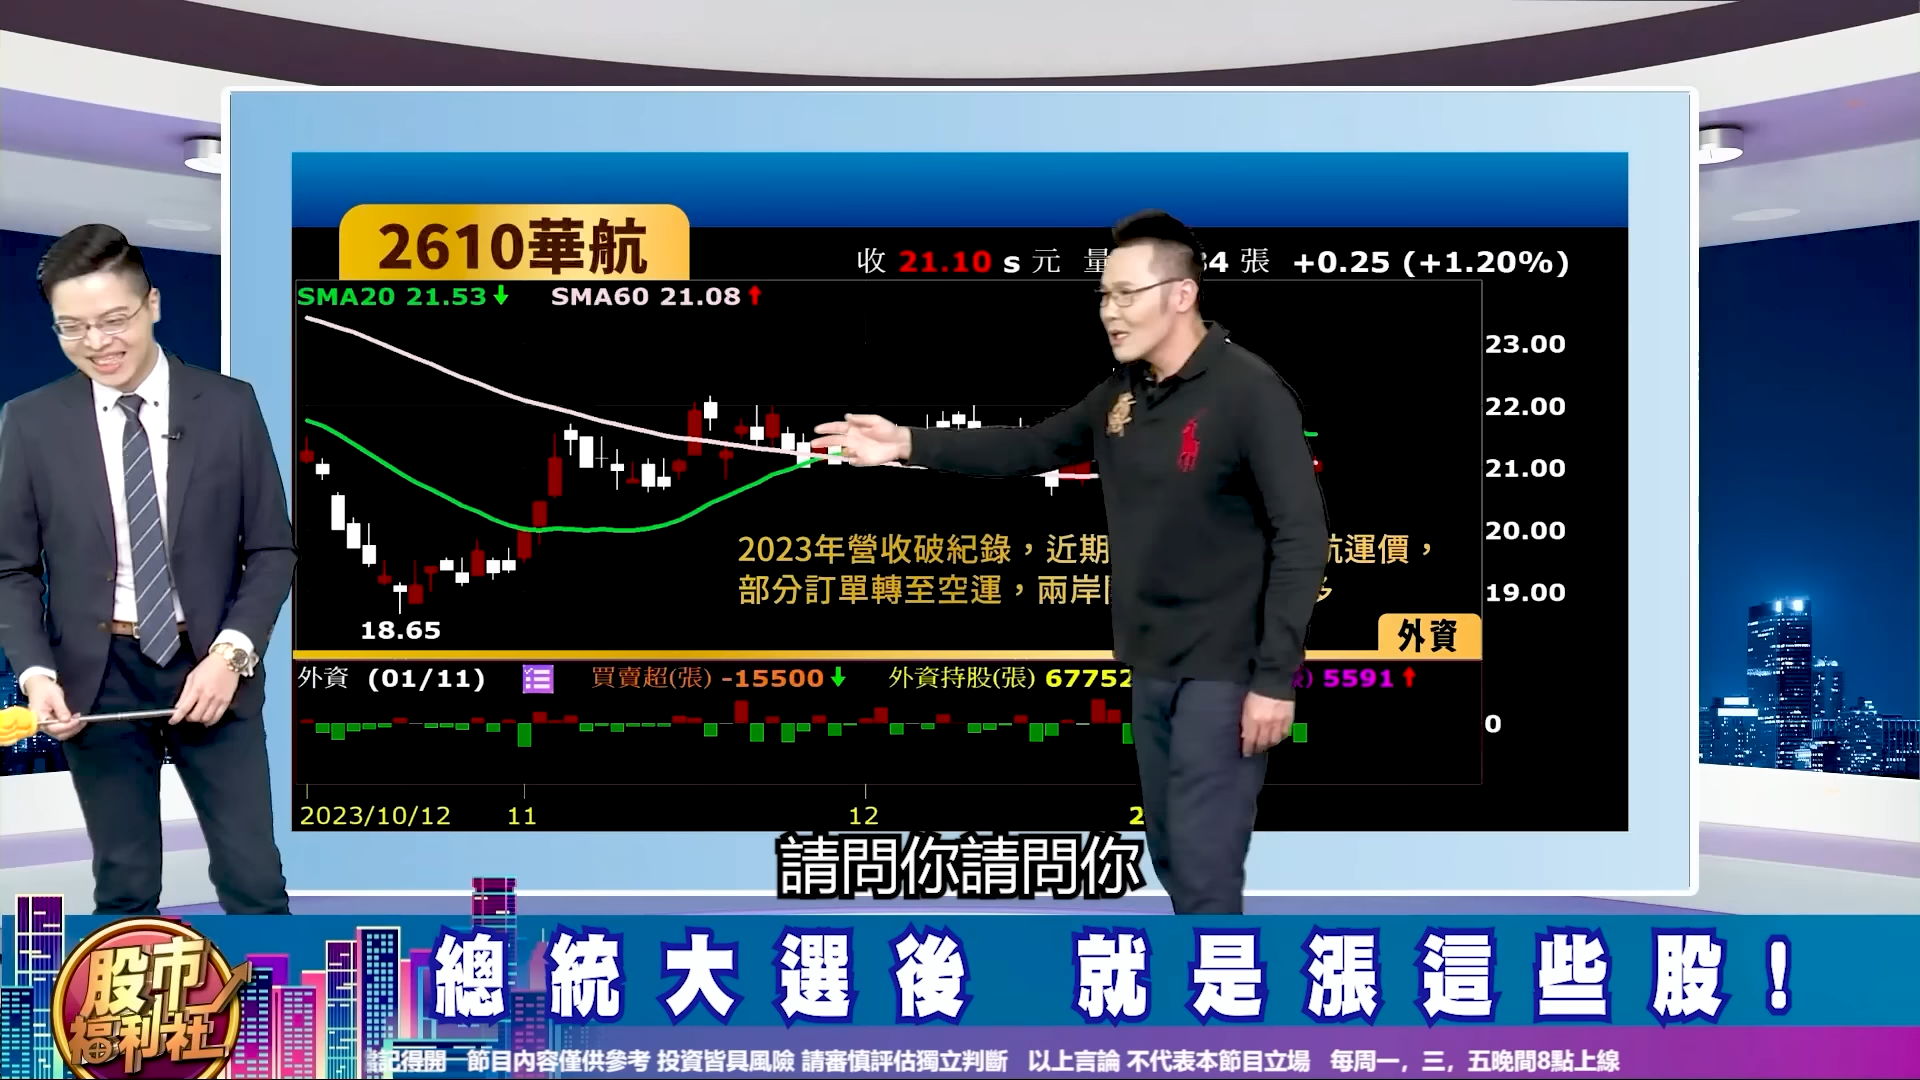 2610華航
收 21.10 s 元 量 34 張 +0.25 (+1.20%)
SMA20 21.53↓ SMA60 21.08↑
23.00
22.00
21.00
20.00
19.00
2023年營收破紀錄，近期 航運價，
部分訂單轉至空運，兩岸 多
18.65
外資
外資 (01/11) 買賣超(張) -15500↓ 外資持股(張) 67752 5591↑
0
2023/10/12 11 12 2
請問你請問你
總統大選後 就是漲這些股！
股市
福利社
記得開 節目內容僅供參考 投資皆具風險 請審慎評估獨立判斷 以上言論 不代表本節目立場 每周一，三，五晚間8點上線